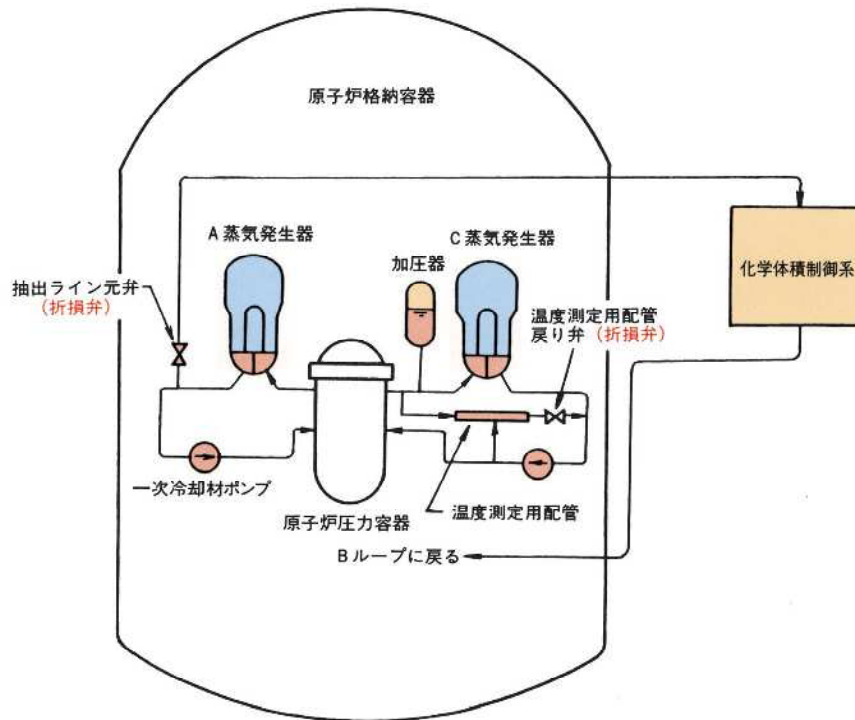 原子炉格納容器
A蒸気発生器
C蒸気発生器
加圧器
化学体積制御系
抽出ライン元弁
(折損弁)
温度測定用配管
戻り弁(折損弁)
一次冷却材ポンプ
原子炉圧力容器
温度測定用配管
Bループに戻る